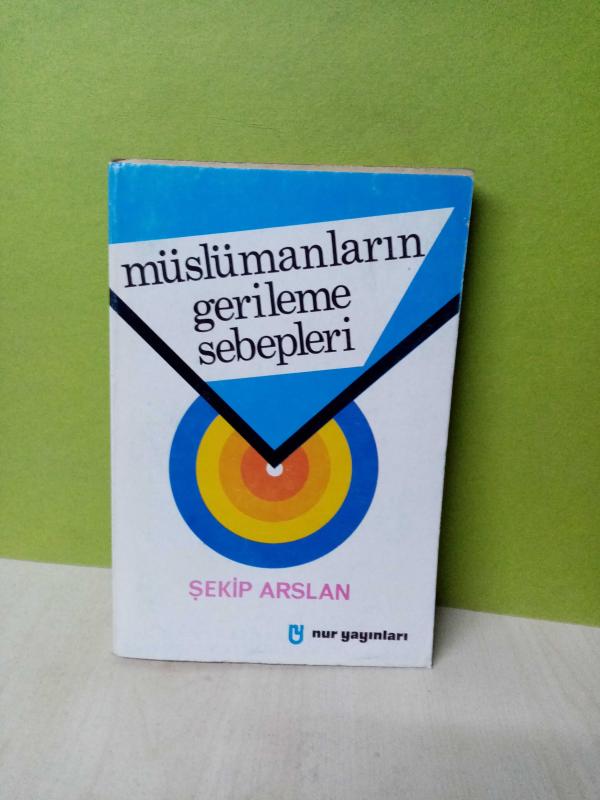 müslümanların
gerileme
sebepleri
ŞEKİP ARSLAN
nur yayınları